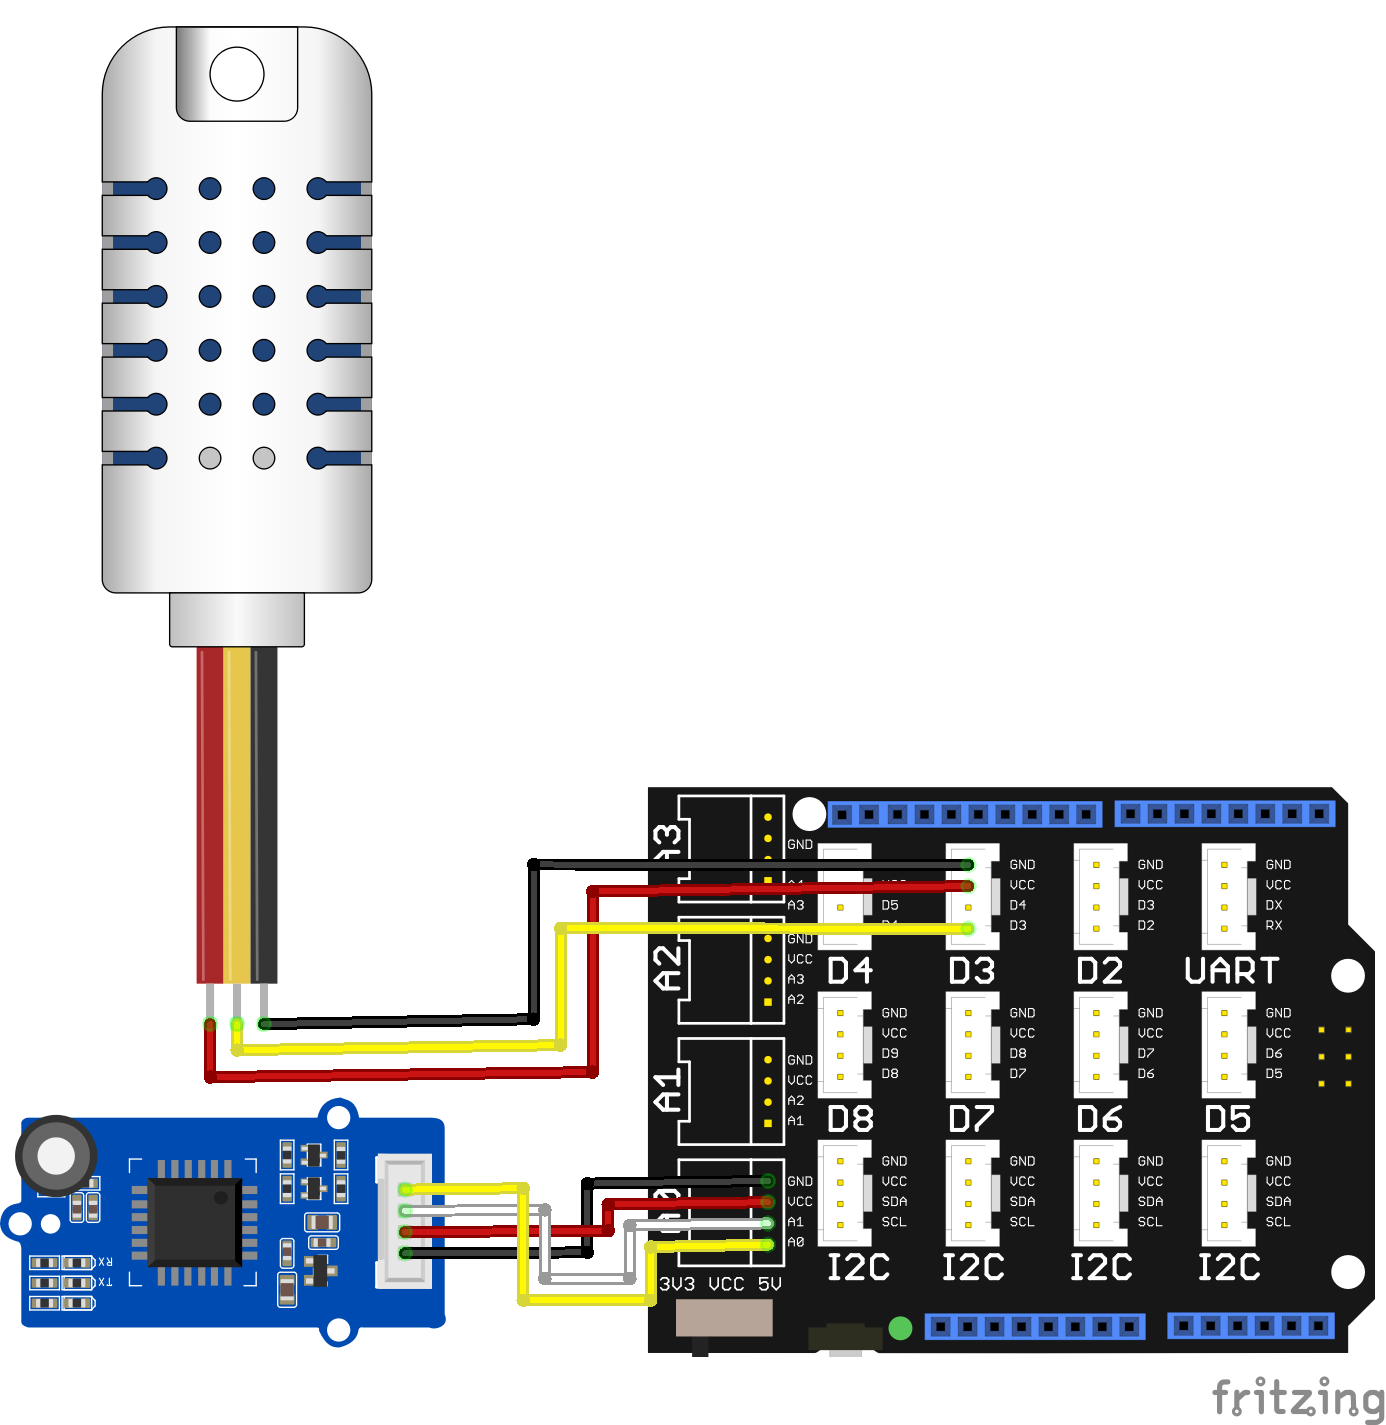 A3
GND
A4
A3
VCC
D5
D4
D4
GND
VCC
D4
D3
D3
GND
VCC
D3
D2
D2
GND
VCC
DX
RX
UART
A2
GND
VCC
A3
A2
GND
VCC
D9
D8
D8
GND
VCC
D8
D7
D7
GND
VCC
D7
D6
D6
GND
VCC
D6
D5
D5
A1
GND
VCC
A2
A1
A0
GND
VCC
A1
A0
GND
VCC
SDA
SCL
I2C
GND
VCC
SDA
SCL
I2C
GND
VCC
SDA
SCL
I2C
GND
VCC
SDA
SCL
I2C
3V3 VCC 5V
RX
TX
fritzing